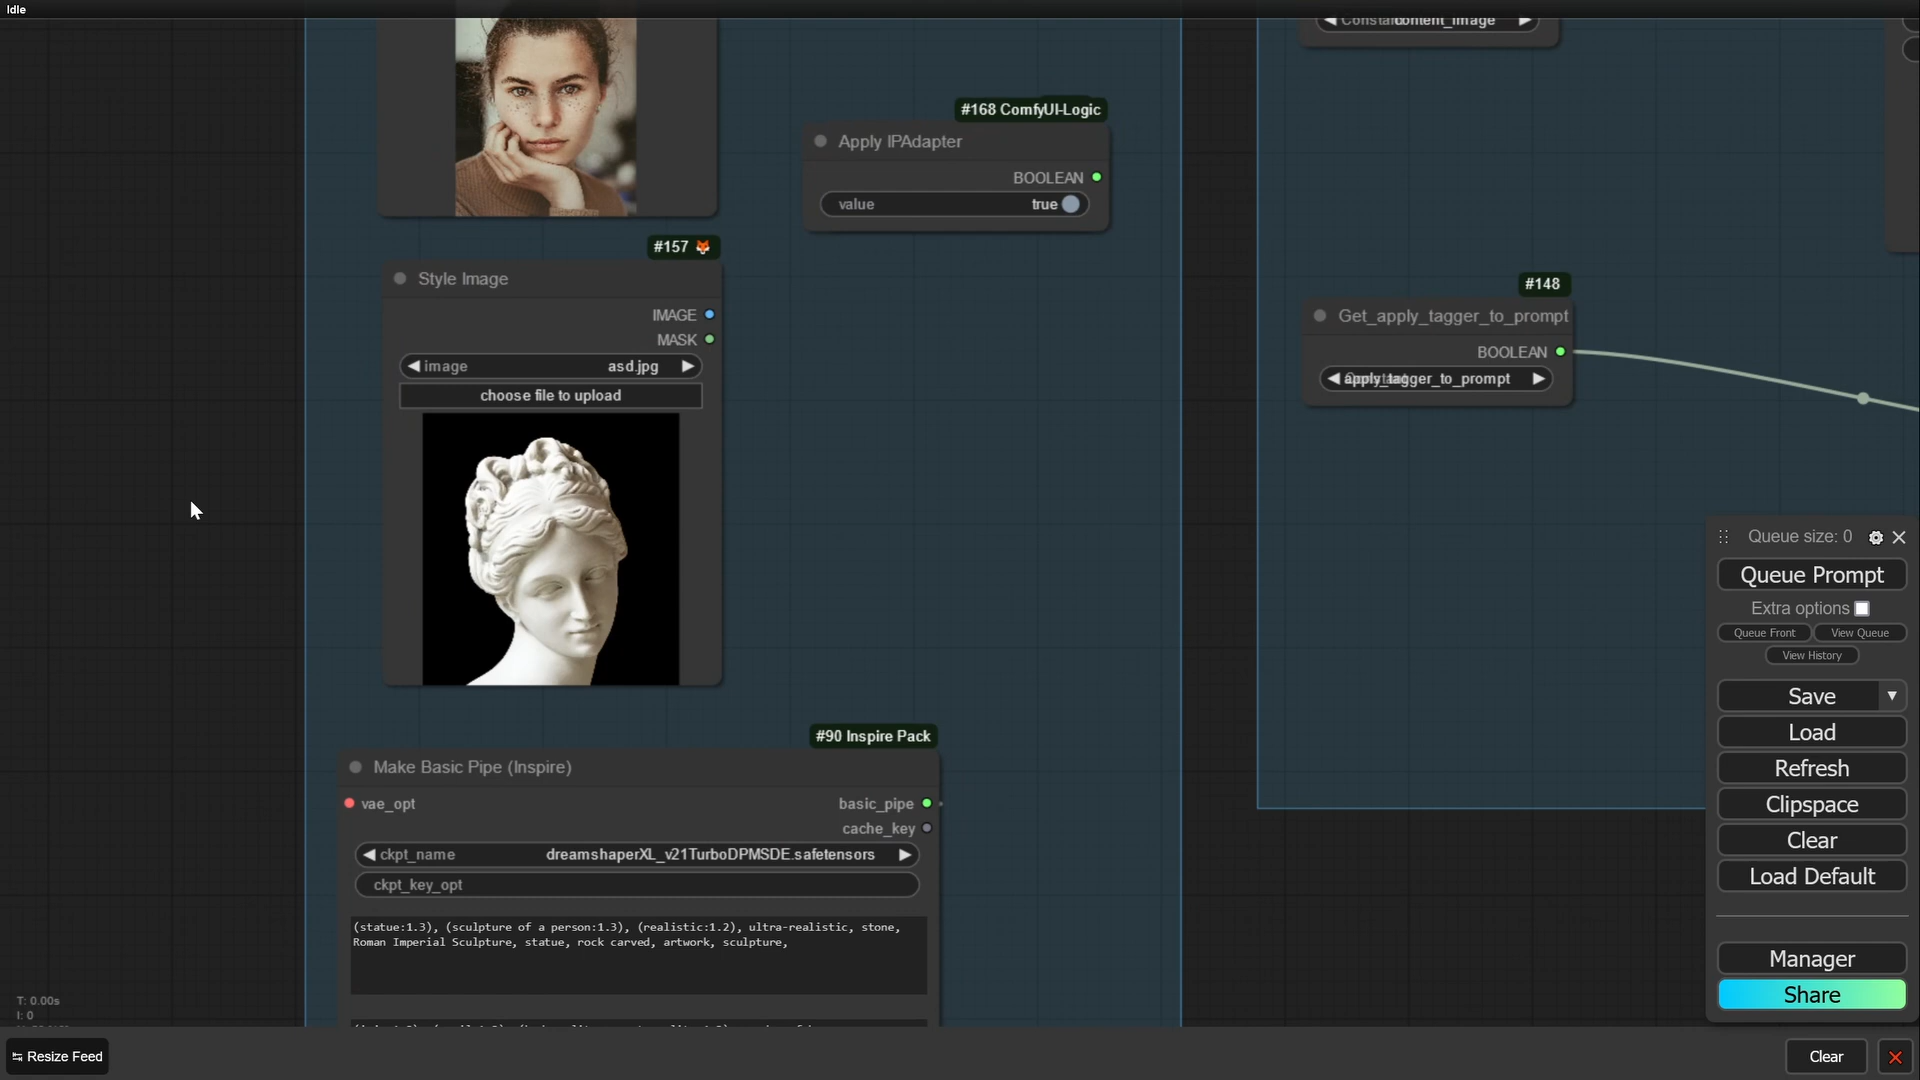 Idle
content_image
#168 ComfyUI-Logic
Apply IPAdapter
BOOLEAN
value true
#157
Style Image
IMAGE
MASK
image asd.jpg
choose file to upload
#148
Get_apply_tagger_to_prompt
BOOLEAN
apply_tagger_to_prompt
#90 Inspire Pack
Make Basic Pipe (Inspire)
vae_opt basic_pipe
cache_key
ckpt_name dreamshaperXL_v21TurboDPMSDE.safetensors
ckpt_key_opt
(statue:1.3), (sculpture of a person:1.3), (realistic:1.2), ultra-realistic, stone,
Roman Imperial Sculpture, statue, rock carved, artwork, sculpture,
Queue size: 0
Queue Prompt
Extra options
Queue Front View Queue
View History
Save
Load
Refresh
Clipspace
Clear
Load Default
Manager
Share
T: 0.00s
I: 0
Resize Feed
Clear